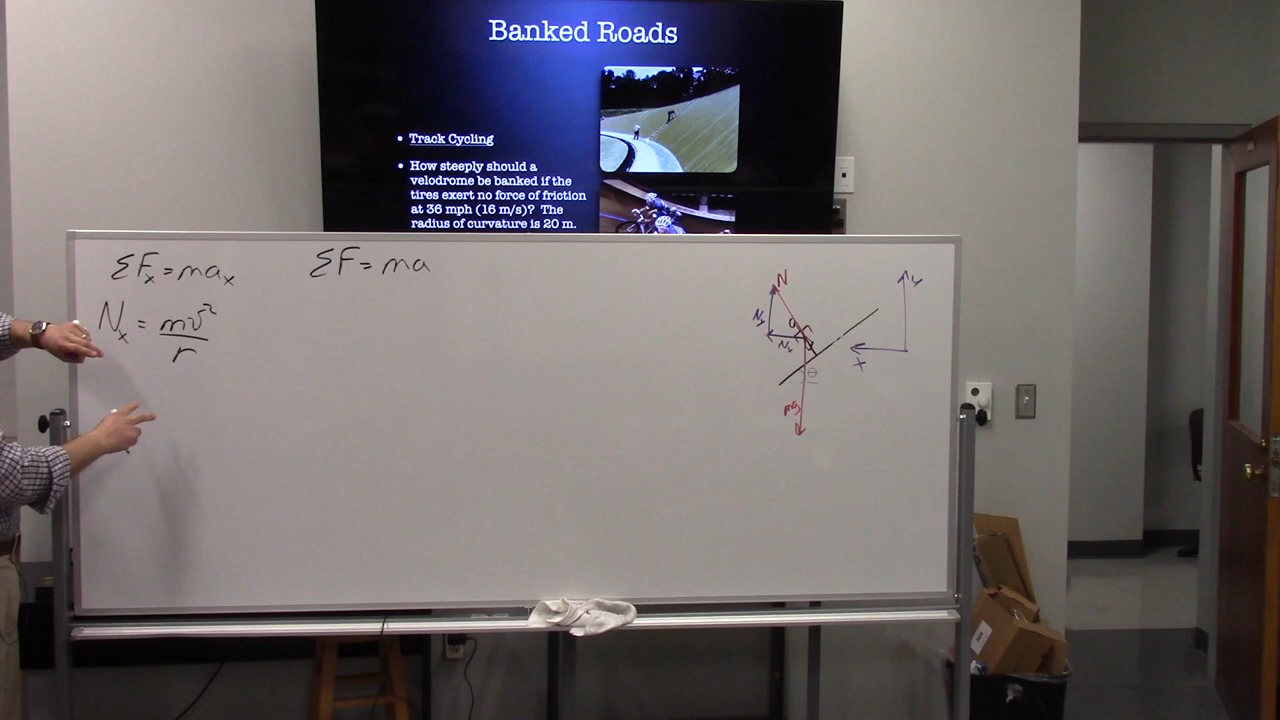 Banked Roads
• Track Cycling
• How steeply should a
velodrome be banked if the
tires exert no force of friction
at 36 mph (16 m/s)? The
radius of curvature is 20 m.
ΣFₓ = maₓ
ΣF = ma
Nₓ = mv²/r
N
y
Nᵧ
θ
Nₓ
x
θ
mg